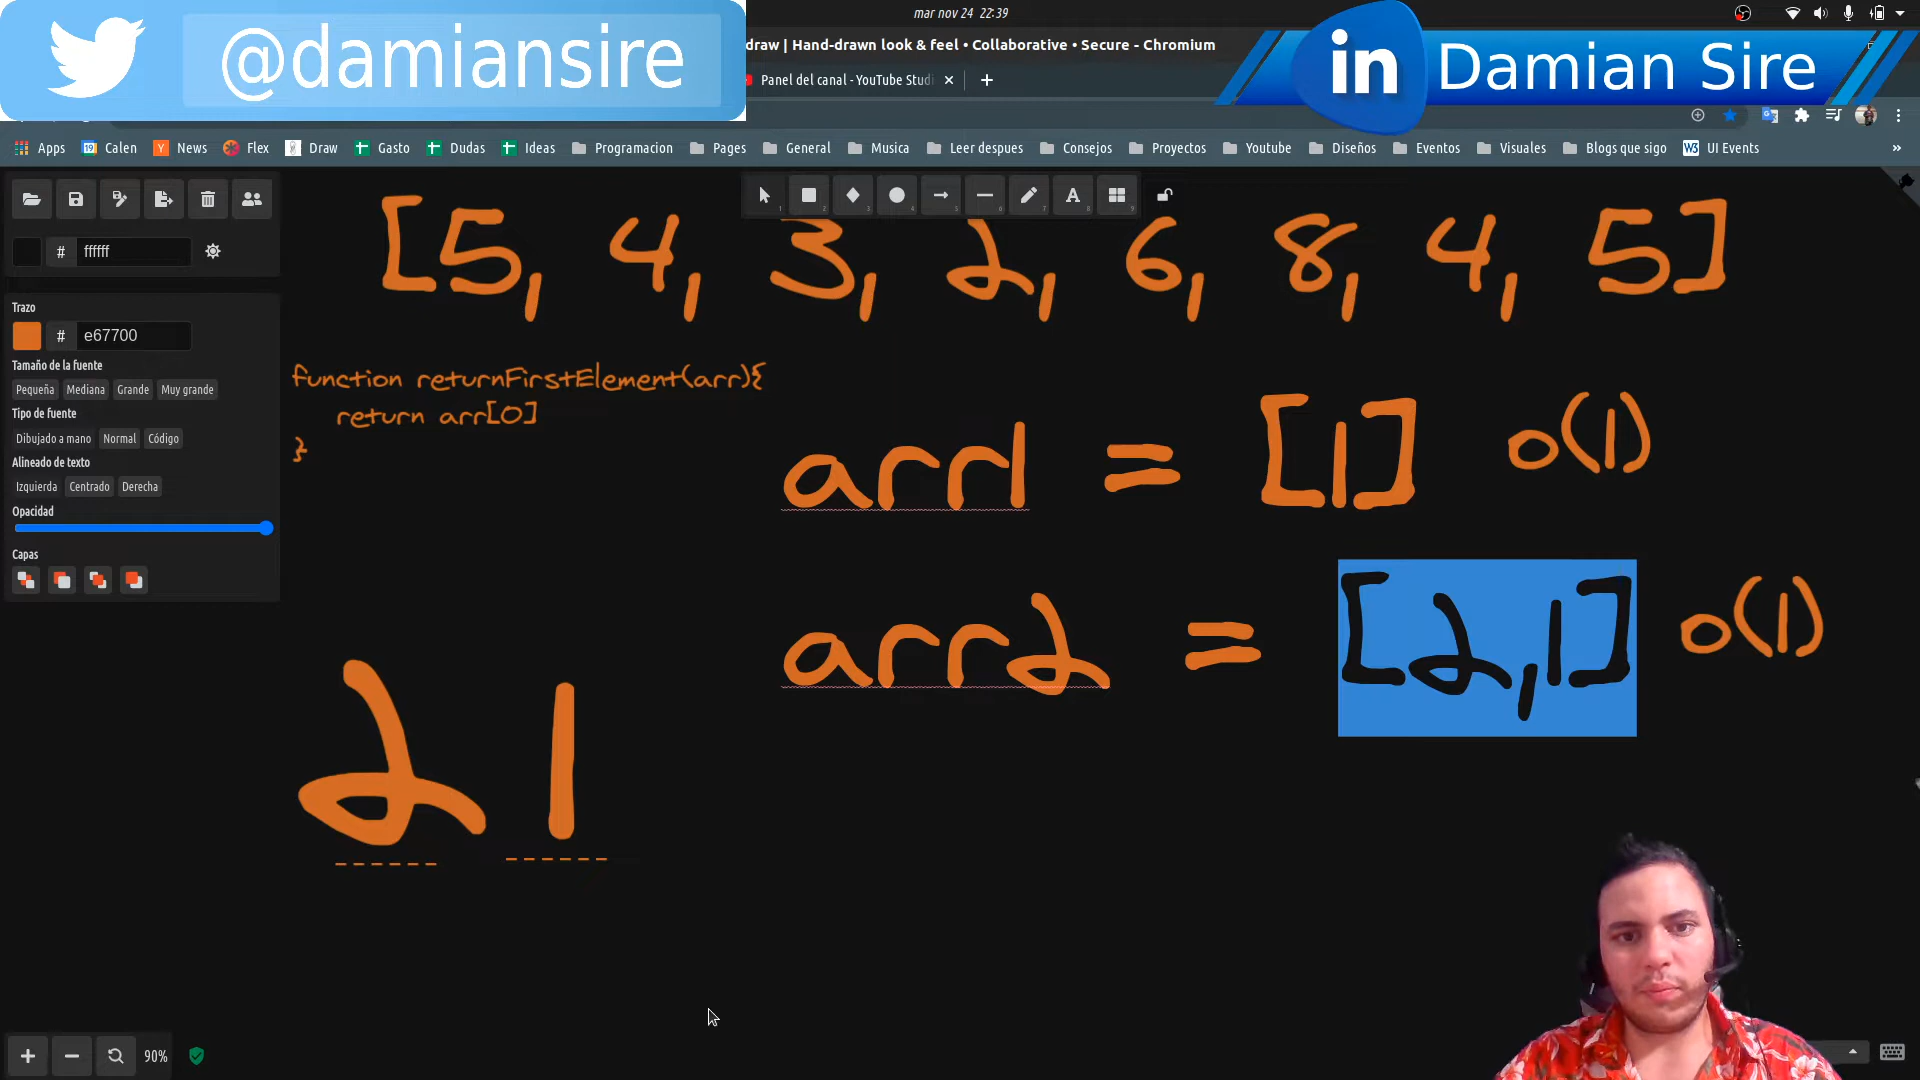 @damiansire
mar nov 24 22:39
draw | Hand-drawn look & feel • Collaborative • Secure - Chromium
in Damian Sire
Panel del canal - YouTube Studi
Apps Calen News Flex Draw Gasto Dudas Ideas Programacion Pages General Musica Leer despues Consejos Proyectos Youtube Diseños Eventos Visuales Blogs que sigo UI Events »
# ffffff
Trazo
# e67700
Tamaño de la fuente
Pequeña Mediana Grande Muy grande
Tipo de fuente
Dibujado a mano Normal Código
Alineado de texto
Izquierda Centrado Derecha
Opacidad
Capas
[5, 4, 3, 2, 6, 8, 4, 5]
function returnFirstElement(arr){
return arr[0]
}
arr1 = [1] o(1)
arr2 = [2,1] o(1)
2 1
90%